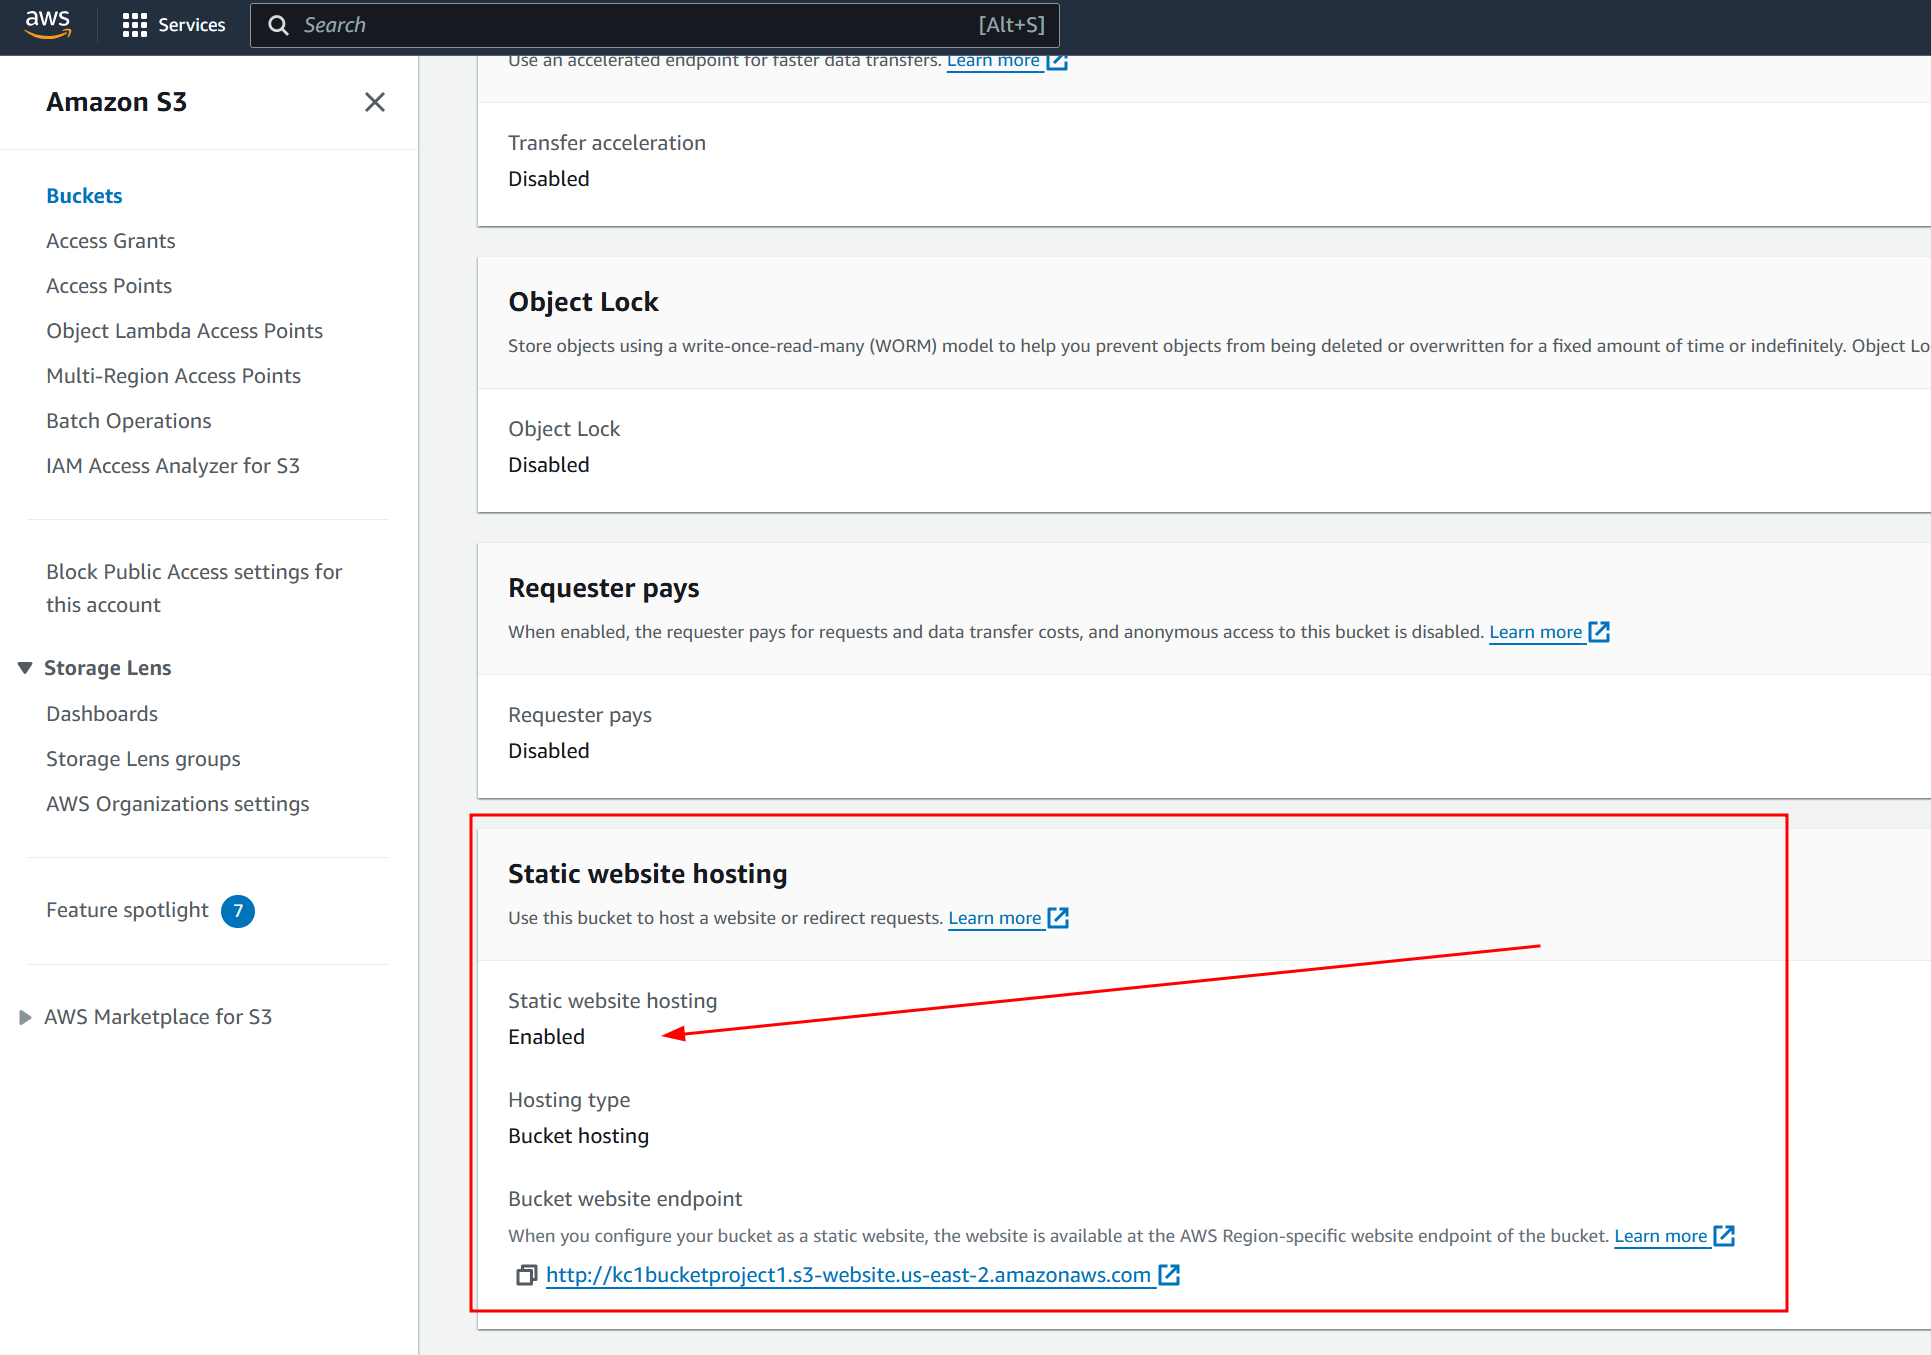 aws Services Search [Alt+S]
Amazon S3
Buckets
Access Grants
Access Points
Object Lambda Access Points
Multi-Region Access Points
Batch Operations
IAM Access Analyzer for S3
Block Public Access settings for
this account
Storage Lens
Dashboards
Storage Lens groups
AWS Organizations settings
Feature spotlight 7
AWS Marketplace for S3
Use an accelerated endpoint for faster data transfers. Learn more
Transfer acceleration
Disabled
Object Lock
Store objects using a write-once-read-many (WORM) model to help you prevent objects from being deleted or overwritten for a fixed amount of time or indefinitely. Object Lo
Object Lock
Disabled
Requester pays
When enabled, the requester pays for requests and data transfer costs, and anonymous access to this bucket is disabled. Learn more
Requester pays
Disabled
Static website hosting
Use this bucket to host a website or redirect requests. Learn more
Static website hosting
Enabled
Hosting type
Bucket hosting
Bucket website endpoint
When you configure your bucket as a static website, the website is available at the AWS Region-specific website endpoint of the bucket. Learn more
http://kc1bucketproject1.s3-website.us-east-2.amazonaws.com